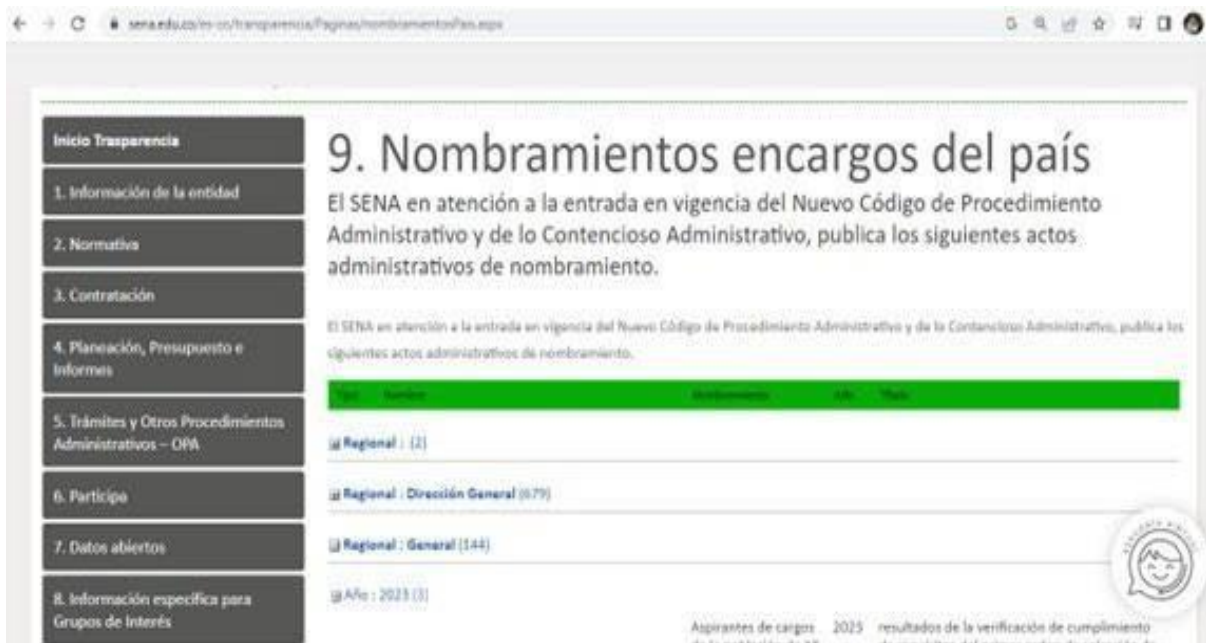 sena.edu.co/es-co/transparencia/Paginas/nombramientosPais.aspx
Inicio Trasparencia
1. Información de la entidad
2. Normativa
3. Contratación
4. Planeación, Presupuesto e
Informes
5. Trámites y Otros Procedimientos
Administrativos – OPA
6. Participa
7. Datos abiertos
8. Información específica para
Grupos de Interés
9. Nombramientos encargos del país
El SENA en atención a la entrada en vigencia del Nuevo Código de Procedimiento
Administrativo y de lo Contencioso Administrativo, publica los siguientes actos
administrativos de nombramiento.
El SENA en atención a la entrada en vigencia del Nuevo Código de Procedimiento Administrativo y de lo Contencioso Administrativo, publica los
siguientes actos administrativos de nombramiento.
Tipo Nombre Nombramiento Año Título
Regional : (2)
Regional : Dirección General (679)
Regional : General (144)
Año : 2023 (3)
Aspirantes de cargos 2023 resultados de la verificación de cumplimiento